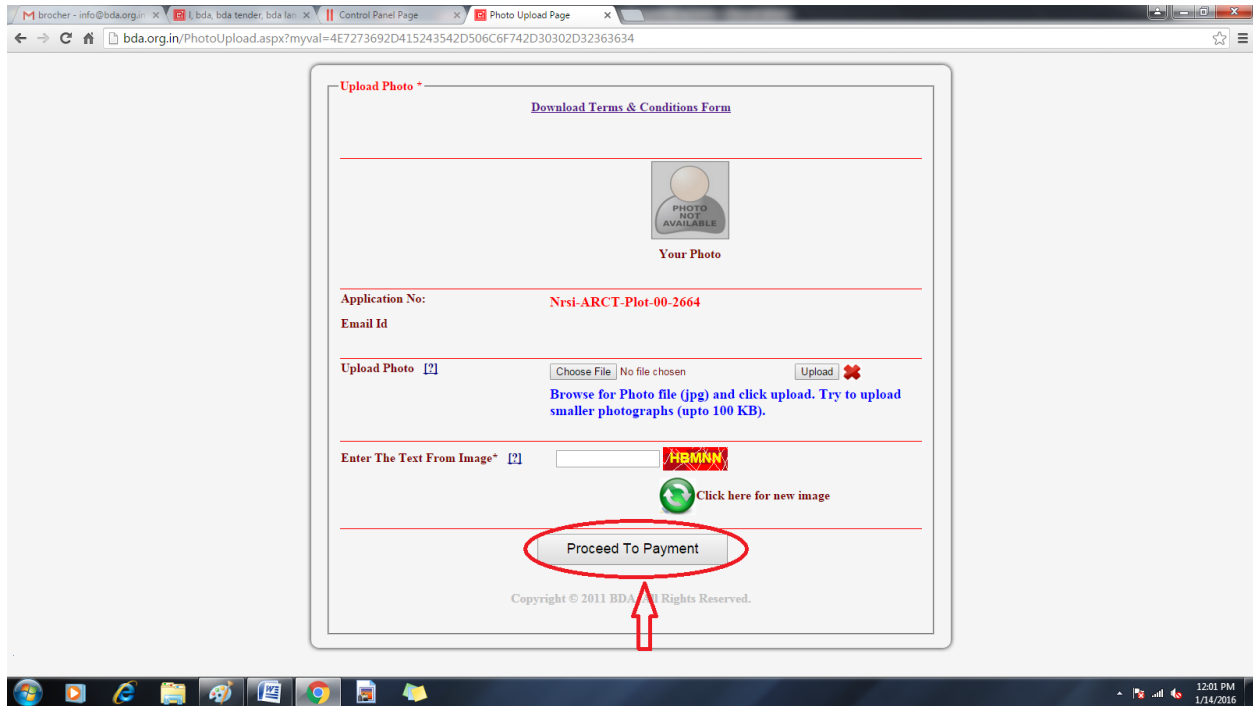 brocher - info@bda.org.in
l, bda, bda tender, bda lan
Control Panel Page
Photo Upload Page
bda.org.in/PhotoUpload.aspx?myval=4E7273692D415243542D506C6F742D30302D32363634
Upload Photo *
Download Terms & Conditions Form
PHOTO
NOT
AVAILABLE
Your Photo
Application No:
Nrsi-ARCT-Plot-00-2664
Email Id
Upload Photo [?]
Choose File No file chosen
Upload
Browse for Photo file (jpg) and click upload. Try to upload
smaller photographs (upto 100 KB).
Enter The Text From Image* [?]
HBMNN
Click here for new image
Proceed To Payment
Copyright © 2011 BDA All Rights Reserved.
12:01 PM
1/14/2016